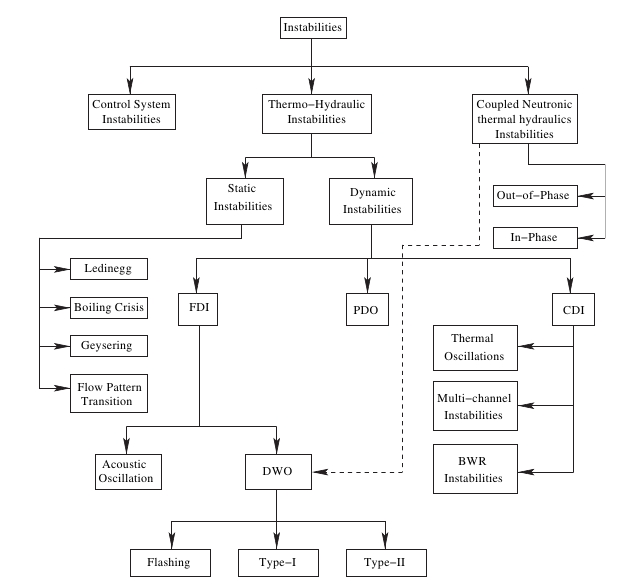 Instabilities
Control System
Instabilities
Thermo−Hydraulic
Instabilities
Coupled Neutronic
thermal hydraulics
Instabilities
Static
Instabilities
Dynamic
Instabilities
Out−of−Phase
In−Phase
Ledinegg
Boiling Crisis
Geysering
Flow Pattern
Transition
FDI
PDO
CDI
Thermal
Oscillations
Multi−channel
Instabilities
BWR
Instabilities
Acoustic
Oscillation
DWO
Flashing
Type−I
Type−II